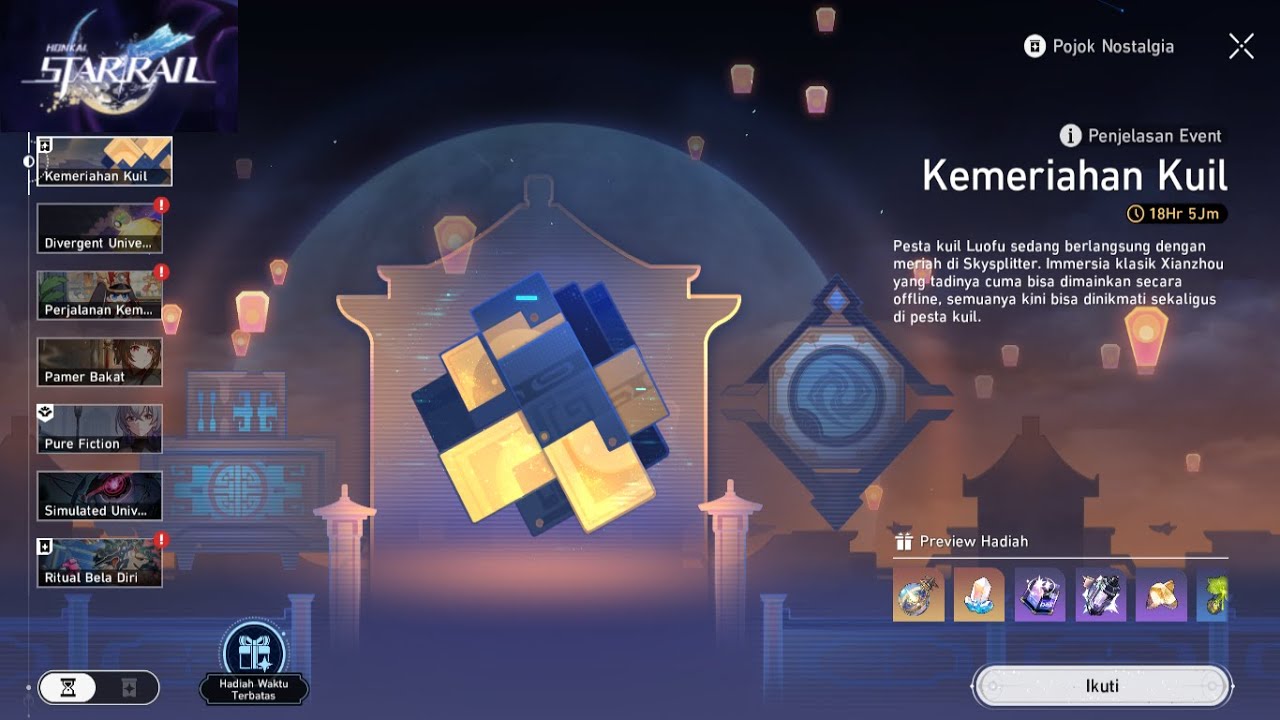 HONKAI
STAR RAIL
Pojok Nostalgia
Kemeriahan Kuil
Divergent Unive...
Perjalanan Kem...
Pamer Bakat
Pure Fiction
Simulated Univ...
Ritual Bela Diri
Hadiah Waktu
Terbatas
Penjelasan Event
Kemeriahan Kuil
18Hr 5Jm
Pesta kuil Luofu sedang berlangsung dengan
meriah di Skysplitter. Immersia klasik Xianzhou
yang tadinya cuma bisa dimainkan secara
offline, semuanya kini bisa dinikmati sekaligus
di pesta kuil.
Preview Hadiah
Ikuti